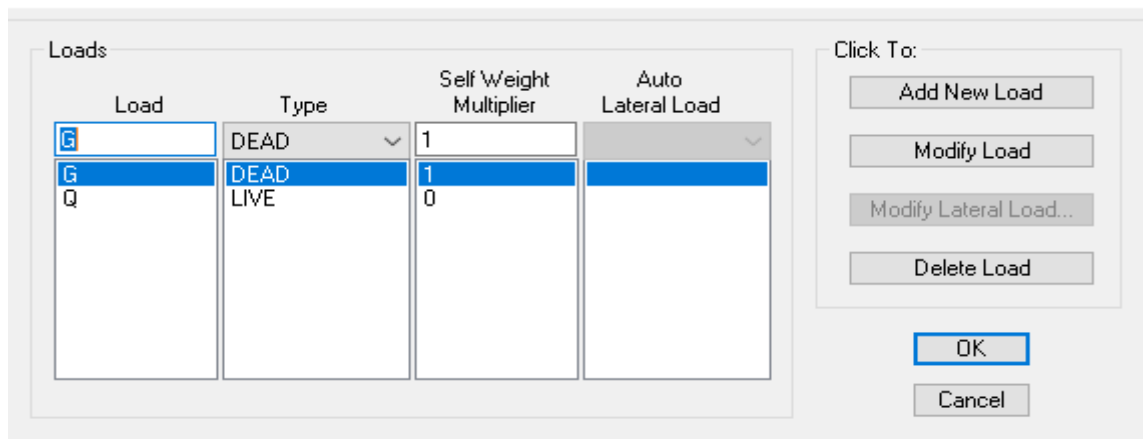 Loads
Load Type Self Weight Multiplier Auto Lateral Load
G DEAD 1
G DEAD 1
Q LIVE 0
Click To:
Add New Load
Modify Load
Modify Lateral Load...
Delete Load
OK
Cancel